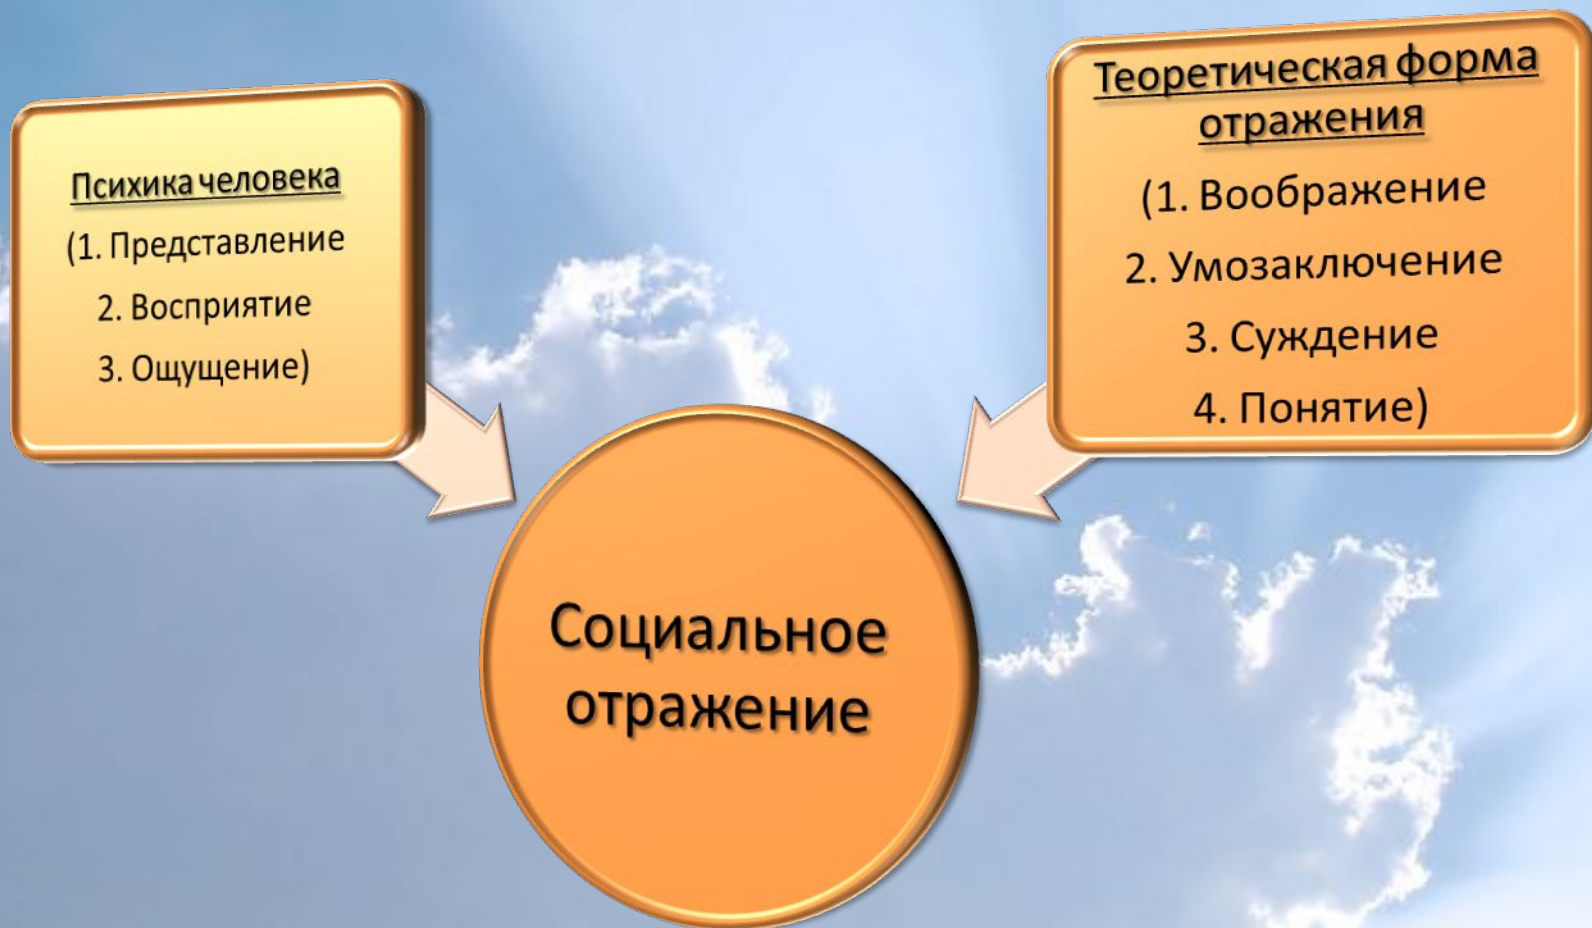 Психика человека
(1. Представление
2. Восприятие
3. Ощущение)
Теоретическая форма
отражения
(1. Воображение
2. Умозаключение
3. Суждение
4. Понятие)
Социальное
отражение